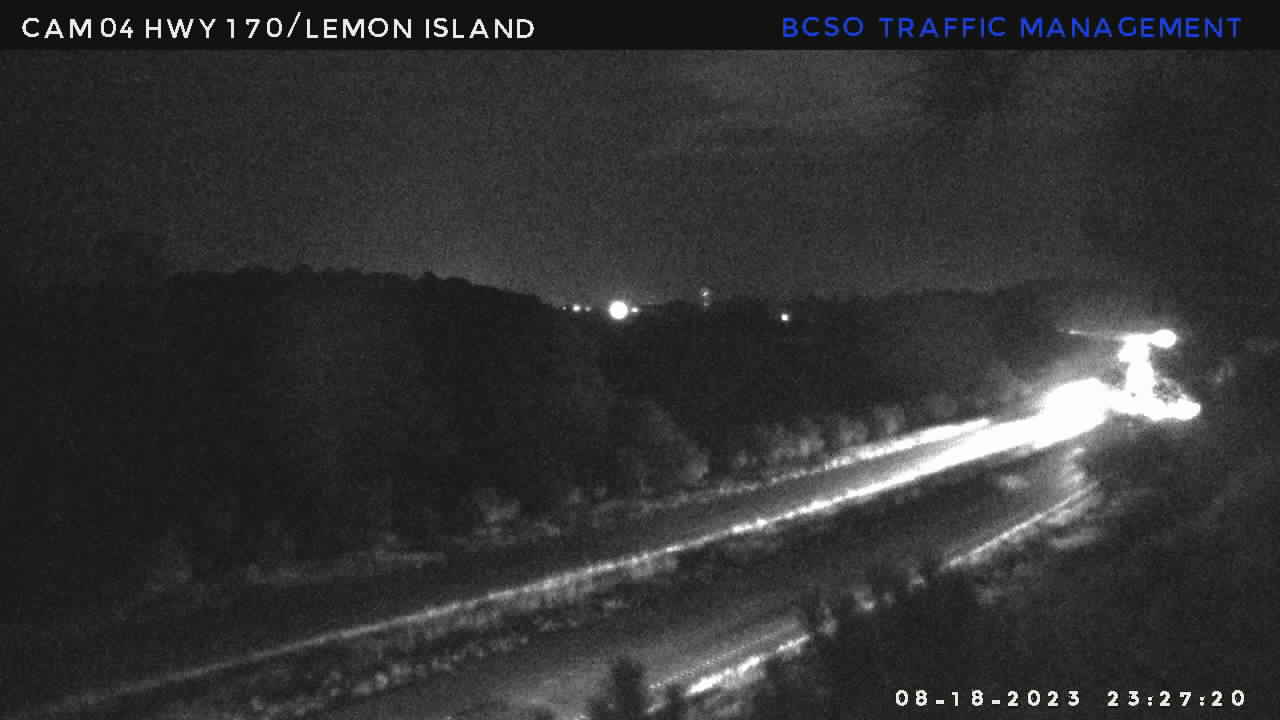 CAM04 HWY 170/LEMON ISLAND
BCSO TRAFFIC MANAGEMENT
08-18-2023 23:27:20